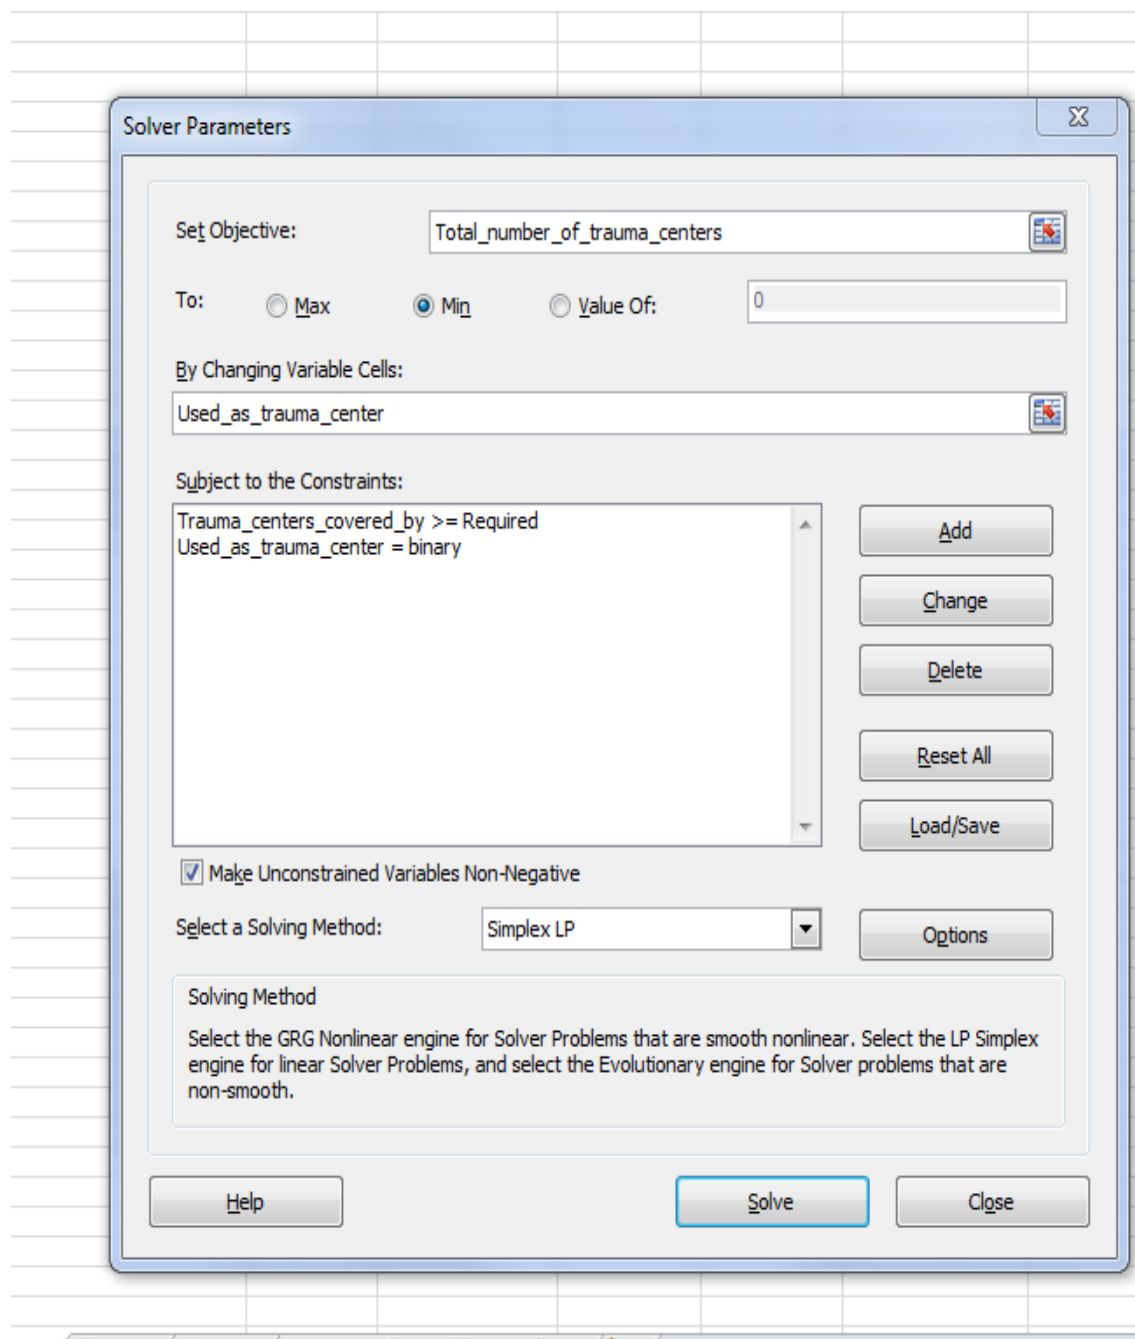 Solver Parameters
Set Objective:
Total_number_of_trauma_centers
To:
Max
Min
Value Of:
0
By Changing Variable Cells:
Used_as_trauma_center
Subject to the Constraints:
Trauma_centers_covered_by >= Required
Used_as_trauma_center = binary
Add
Change
Delete
Reset All
Load/Save
Make Unconstrained Variables Non-Negative
Select a Solving Method:
Simplex LP
Options
Solving Method
Select the GRG Nonlinear engine for Solver Problems that are smooth nonlinear. Select the LP Simplex
engine for linear Solver Problems, and select the Evolutionary engine for Solver problems that are
non-smooth.
Help
Solve
Close